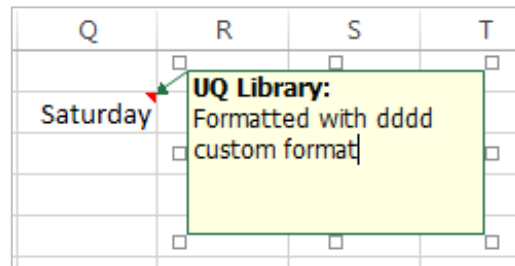 Q R S T
UQ Library:
Saturday Formatted with dddd
custom format